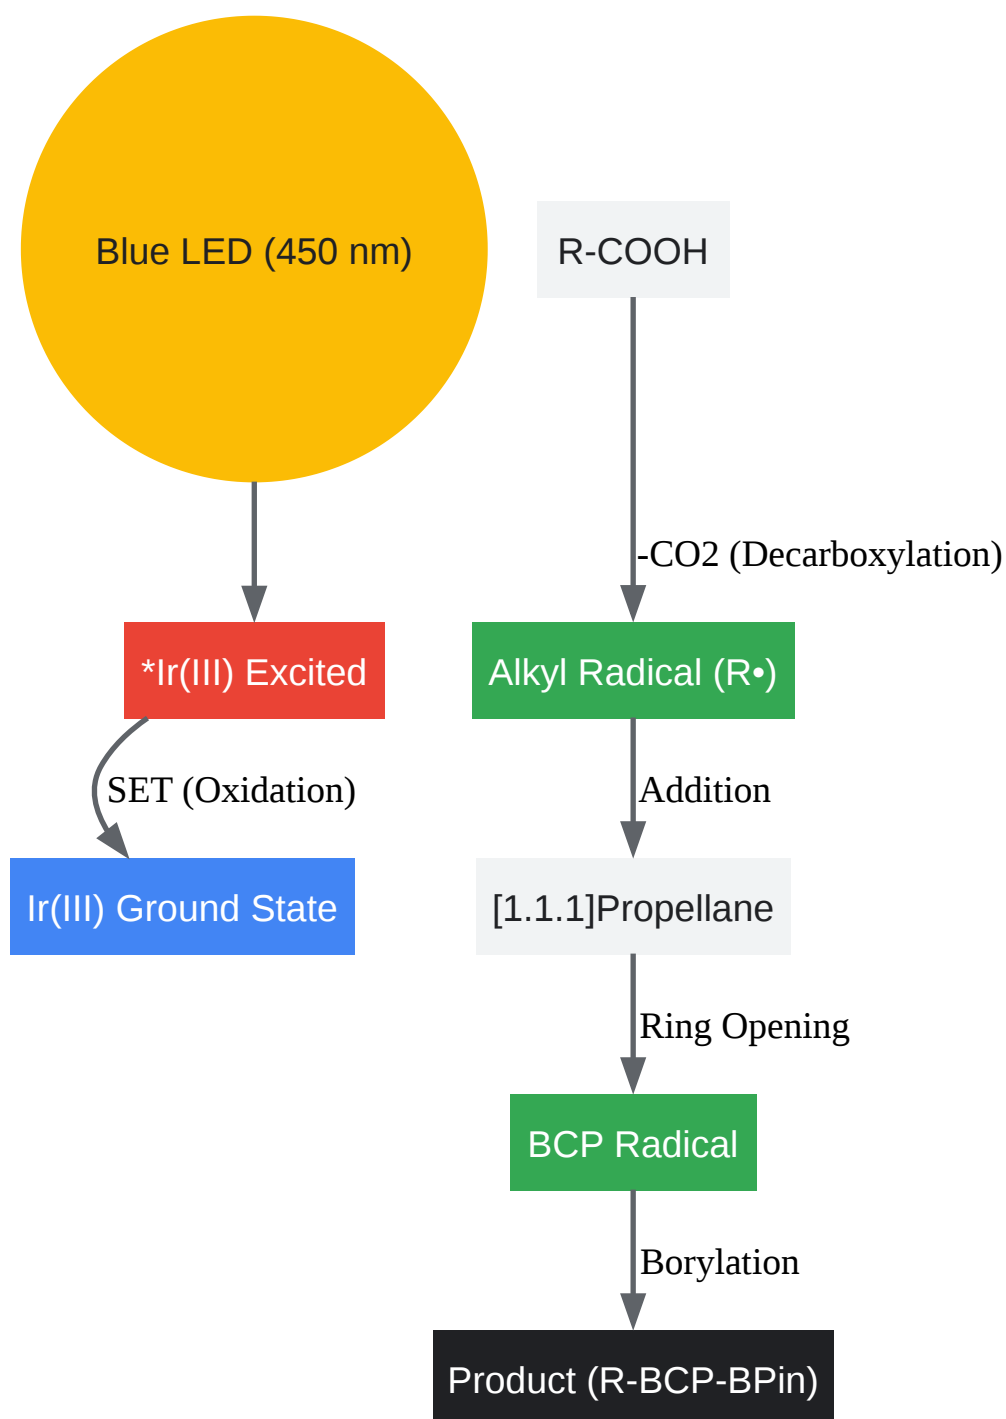 Blue LED (450 nm)
R-COOH
-CO2 (Decarboxylation)
*Ir(III) Excited
Alkyl Radical (R•)
SET (Oxidation)
Addition
Ir(III) Ground State
[1.1.1]Propellane
Ring Opening
BCP Radical
Borylation
Product (R-BCP-BPin)